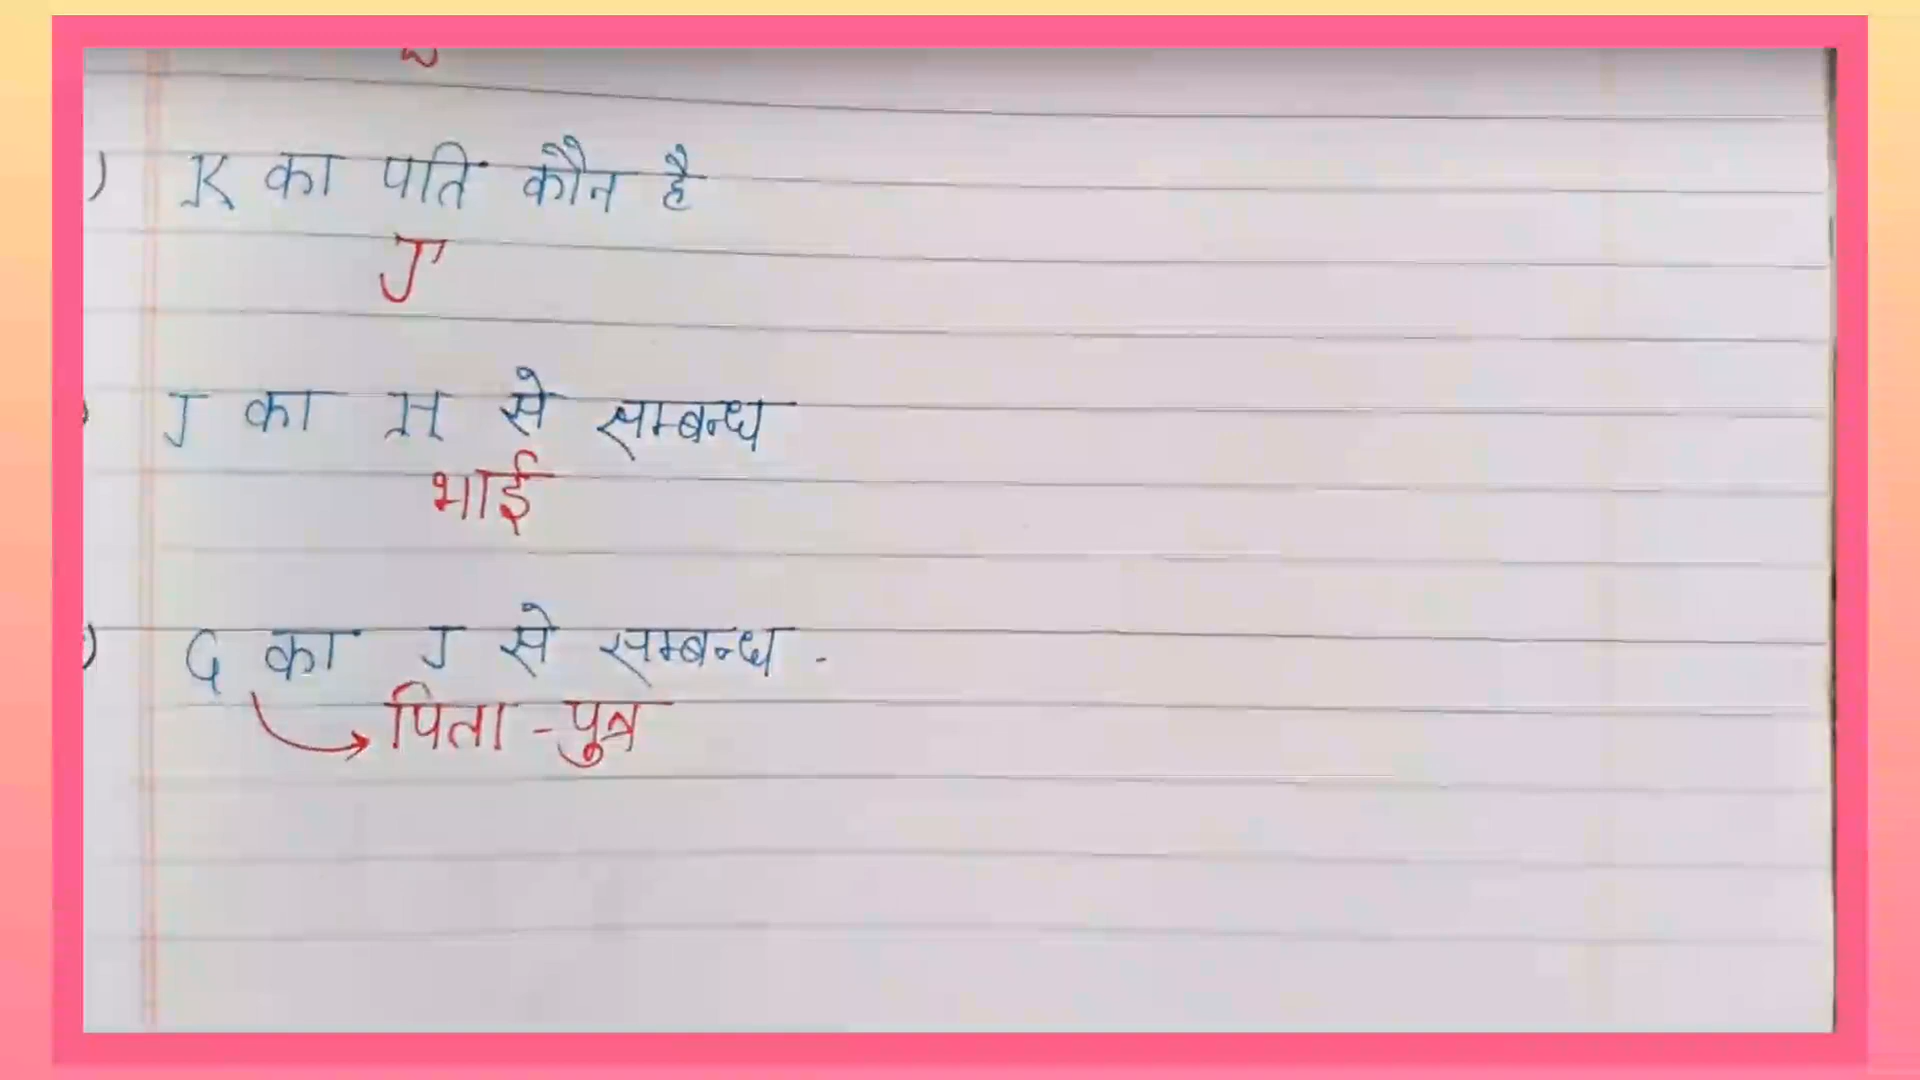 ) K का पति कौन है
J
J का H से सम्बन्ध
भाई
) G का J से सम्बन्ध -
पिता - पुत्र